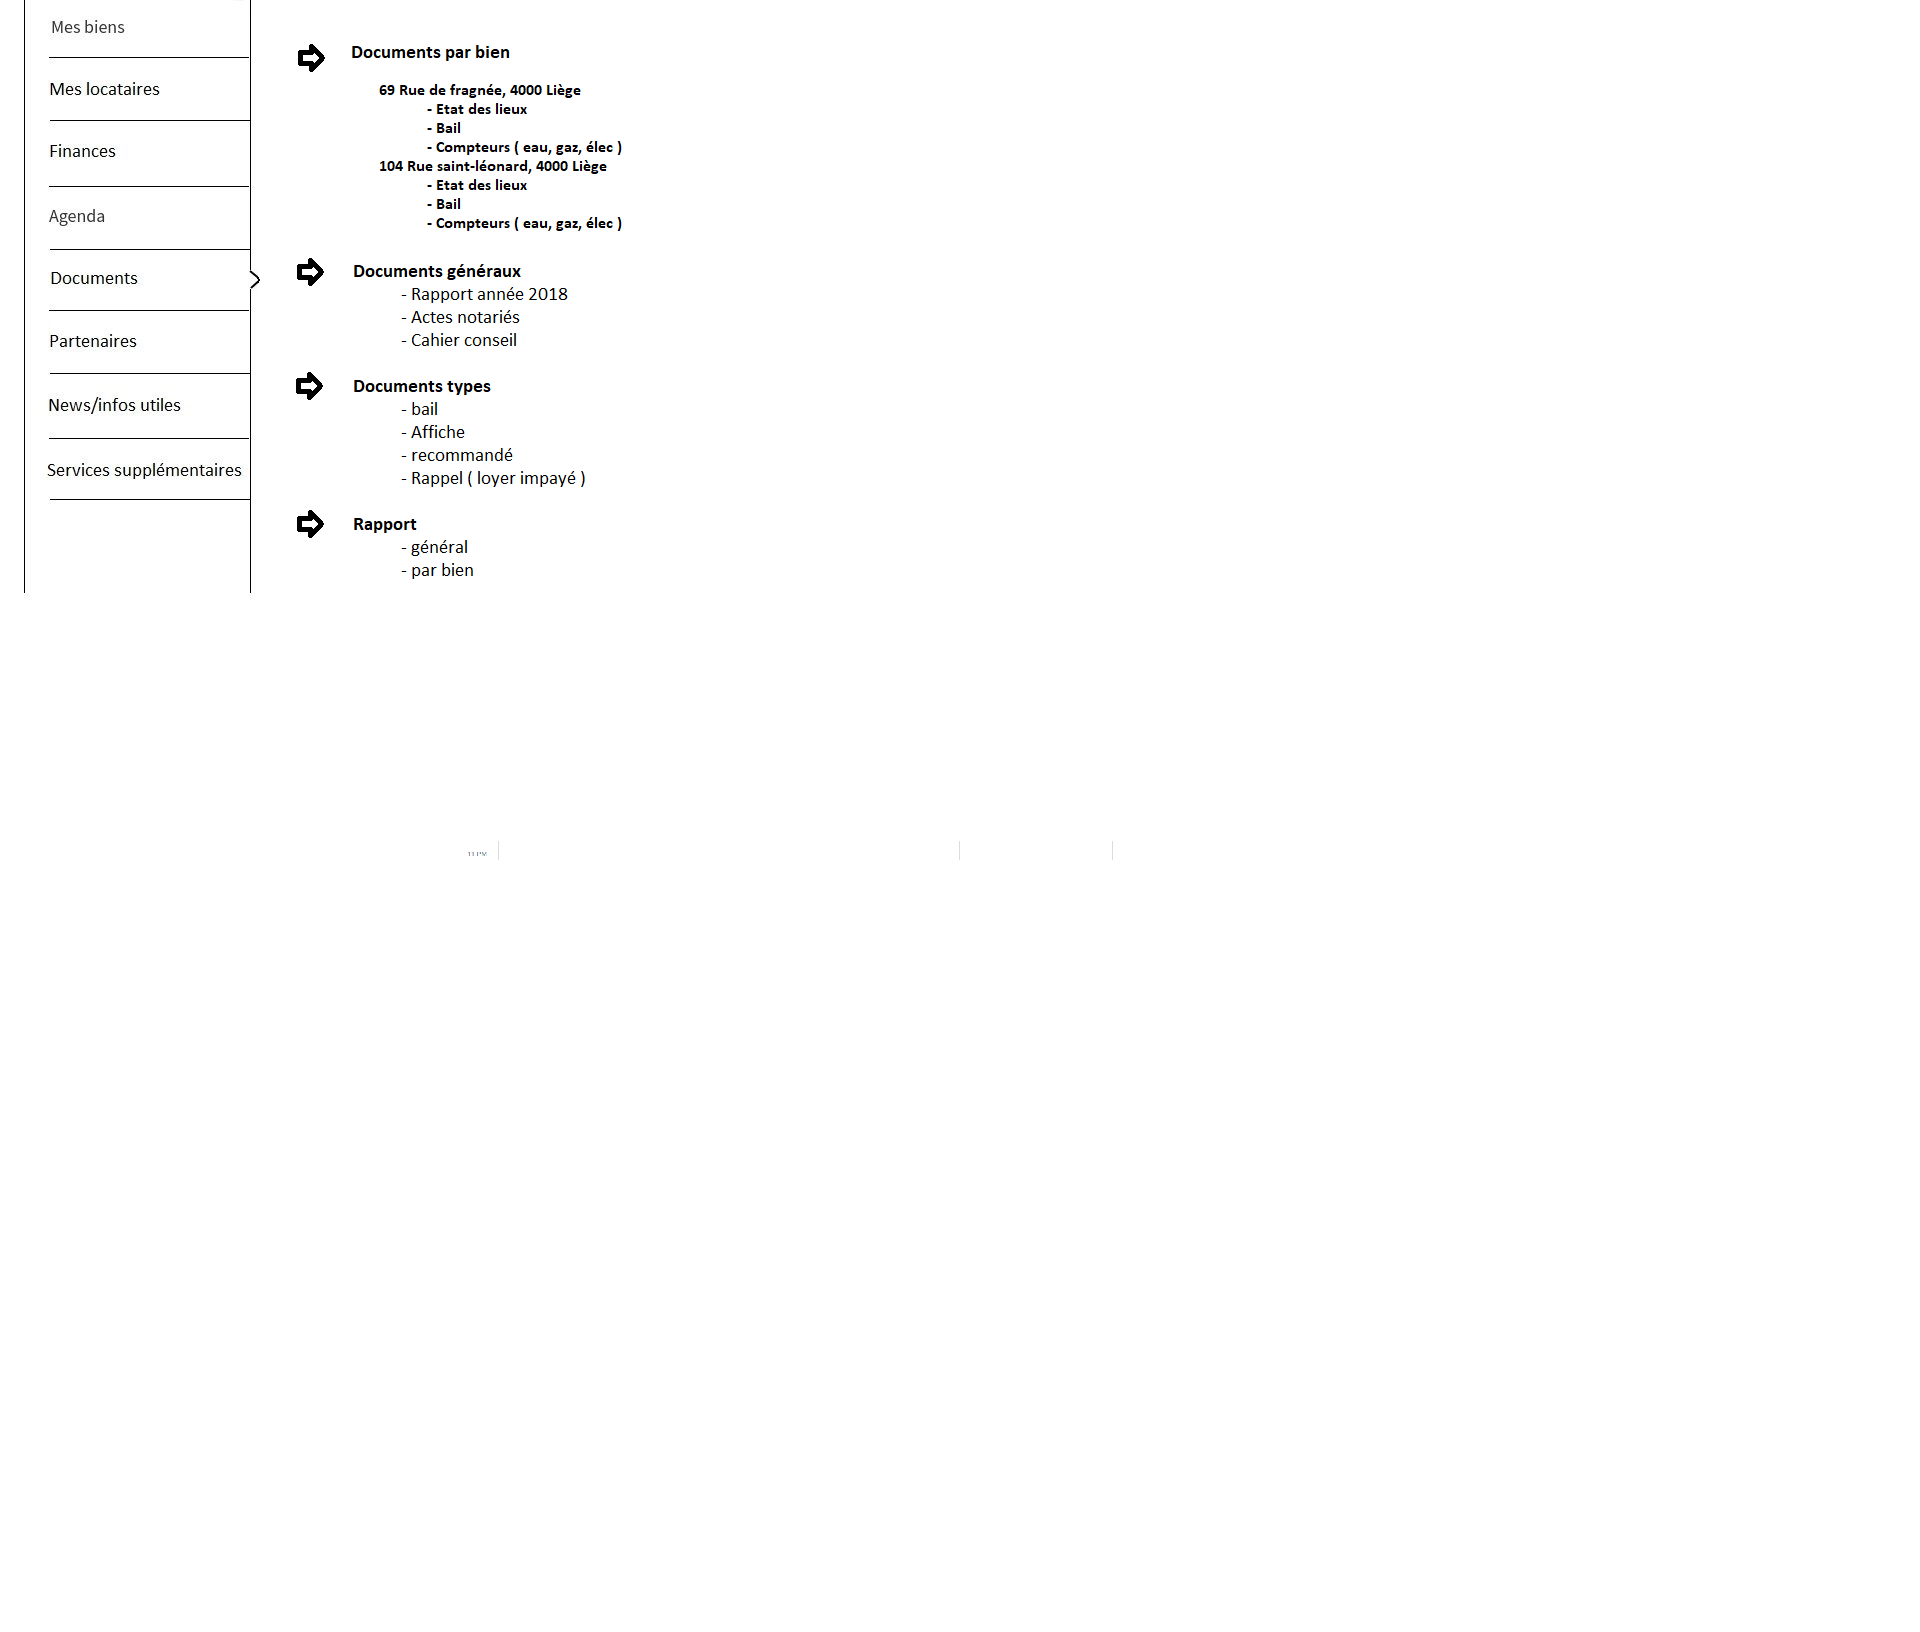 Mes biens
Mes locataires
Finances
Agenda
Documents
Partenaires
News/infos utiles
Services supplémentaires
Documents par bien
69 Rue de fragnée, 4000 Liège
- Etat des lieux
- Bail
- Compteurs ( eau, gaz, élec )
104 Rue saint-léonard, 4000 Liège
- Etat des lieux
- Bail
- Compteurs ( eau, gaz, élec )
Documents généraux
- Rapport année 2018
- Actes notariés
- Cahier conseil
Documents types
- bail
- Affiche
- recommandé
- Rappel ( loyer impayé )
Rapport
- général
- par bien